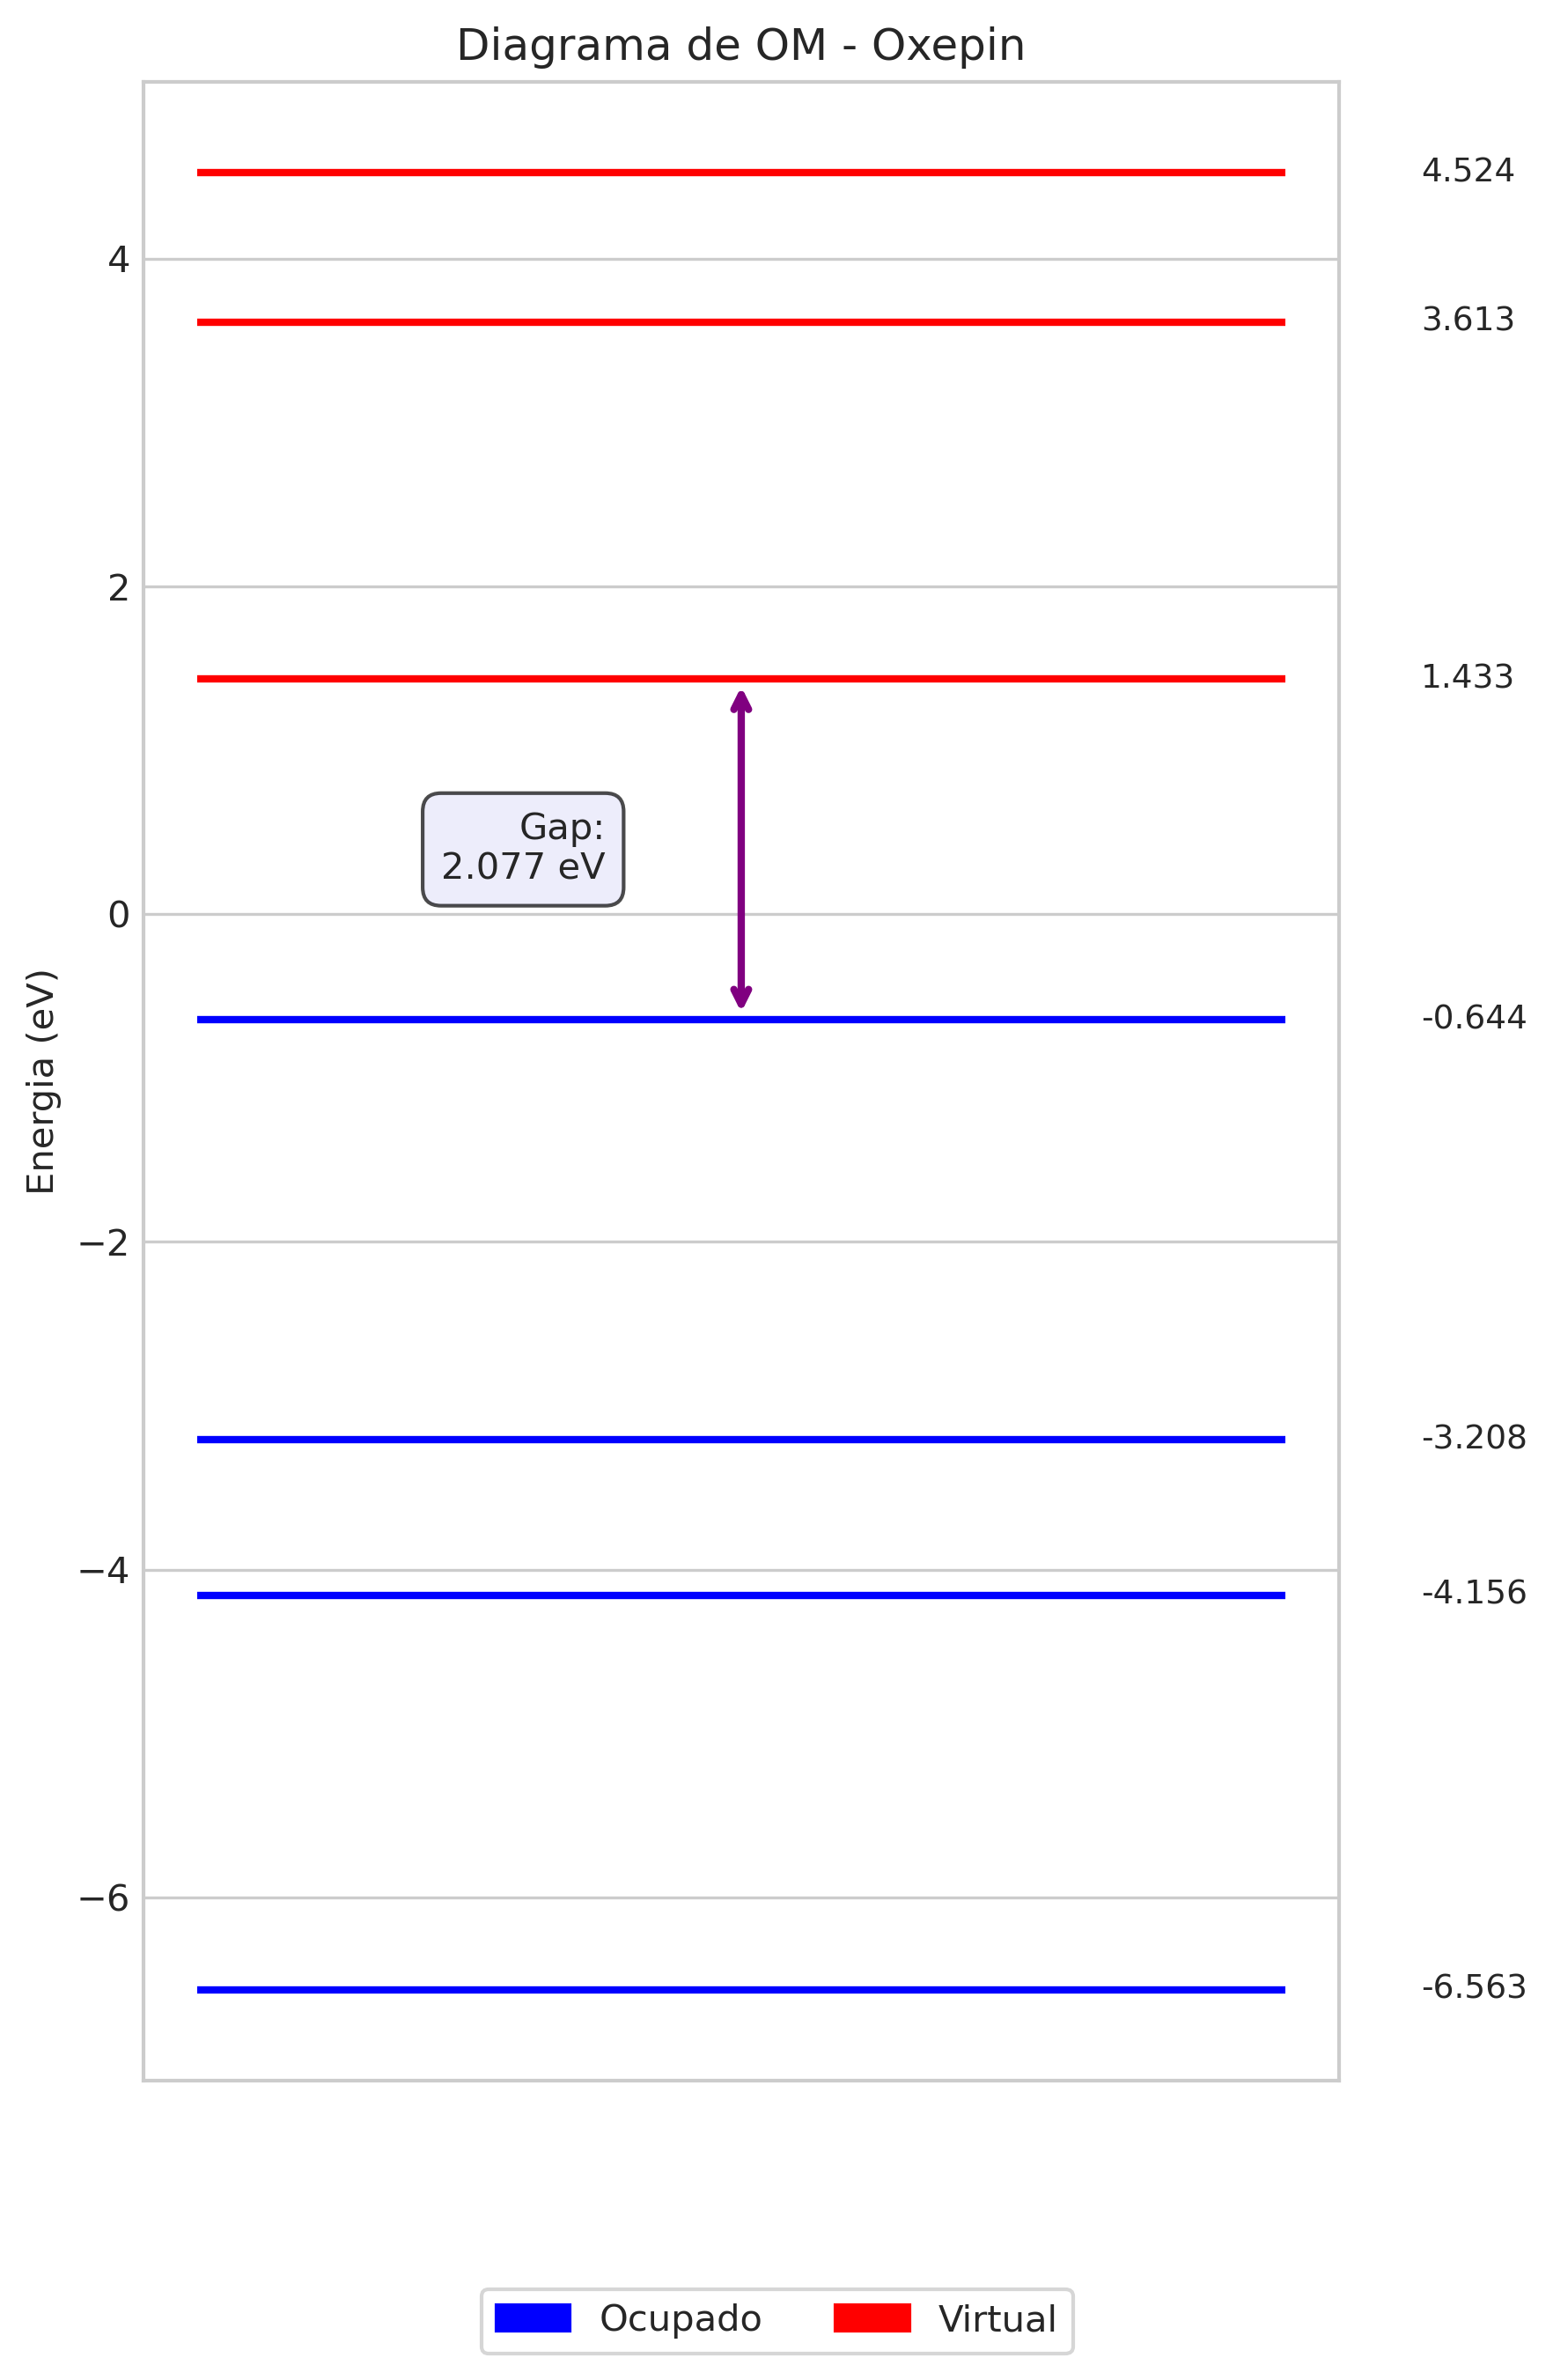 Diagrama de OM - Oxepin
4.524
4
3.613
2
1.433
Gap:
2.077 eV
0
-0.644
Energia (eV)
−2
-3.208
−4
-4.156
−6
-6.563
Ocupado
Virtual